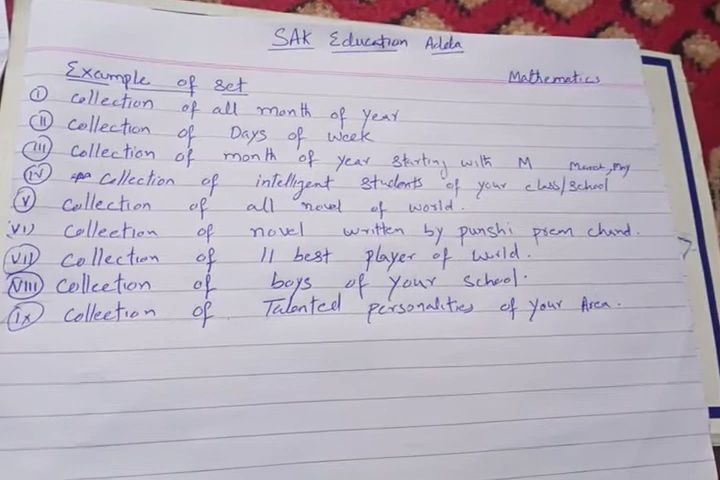 SAK Education Adda
Example of set
Mathematics
(i) collection of all month of year
(ii) collection of Days of week
(iii) collection of month of year starting with M
(iv) collection of intelligent students of your class/school
(v) collection of all novel of world.
(vi) collection of novel written by punshi prem chand.
(vii) collection of 11 best player of world.
(viii) collection of boys of your school.
(ix) collection of Talented personalities of your Area.